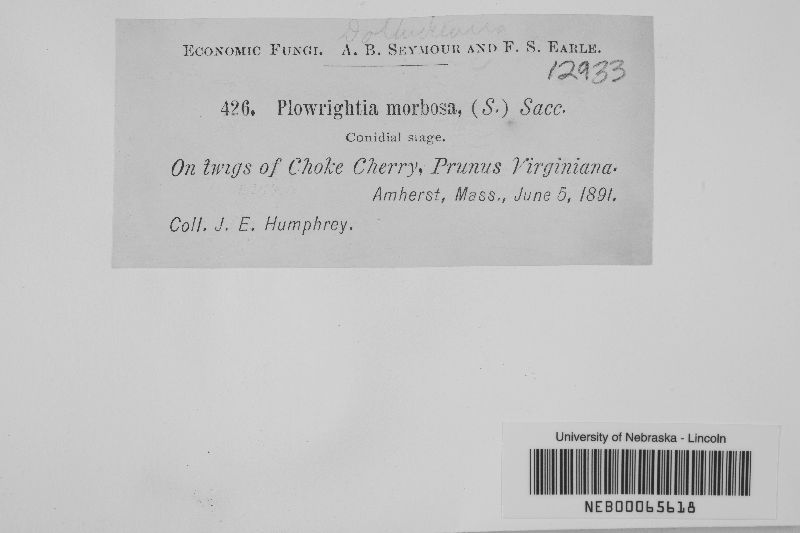 ECONOMIC FUNGI. A. B. SEYMOUR AND F. S. EARLE.
12933
426. Plowrightia morbosa, (S.) Sacc.
Conidial stage.
On twigs of Choke Cherry, Prunus Virginiana.
Amherst, Mass., June 5, 1891.
Coll. J. E. Humphrey.
University of Nebraska - Lincoln
NEB00065618